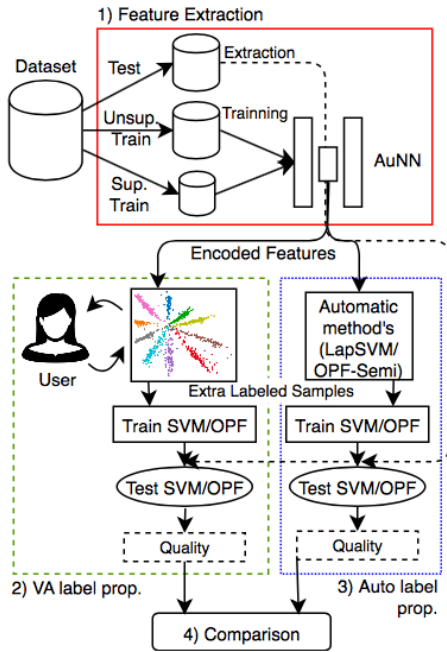 1) Feature Extraction
Dataset
Test
Extraction
Unsup.
Train
Trainning
AuNN
Sup.
Train
Encoded Features
User
Automatic
method's
(LapSVM/
OPF-Semi)
Extra Labeled Samples
Train SVM/OPF
Train SVM/OPF
Test SVM/OPF
Test SVM/OPF
Quality
Quality
2) VA label prop.
3) Auto label
prop.
4) Comparison